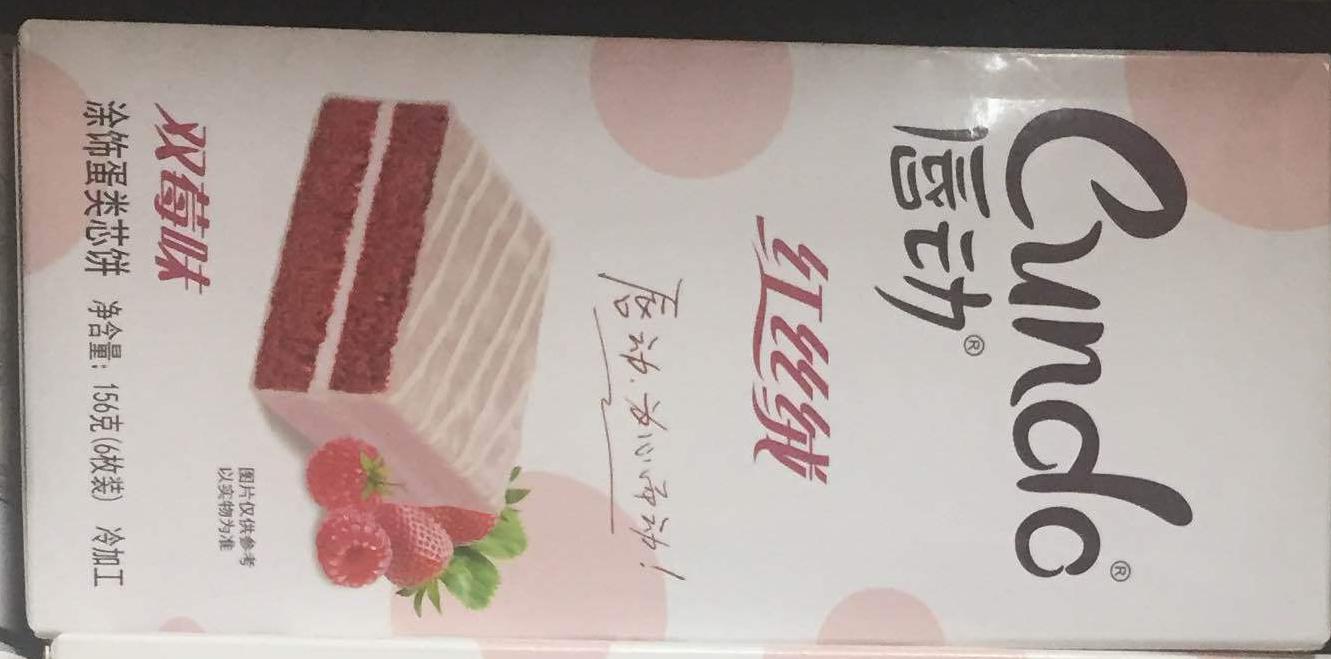 Cundo®
唇动®
红丝绒
唇动·为心而动！
双莓味
涂饰蛋类芯饼 净含量：156克(6枚装) 冷加工
图片仅供参考
以实物为准